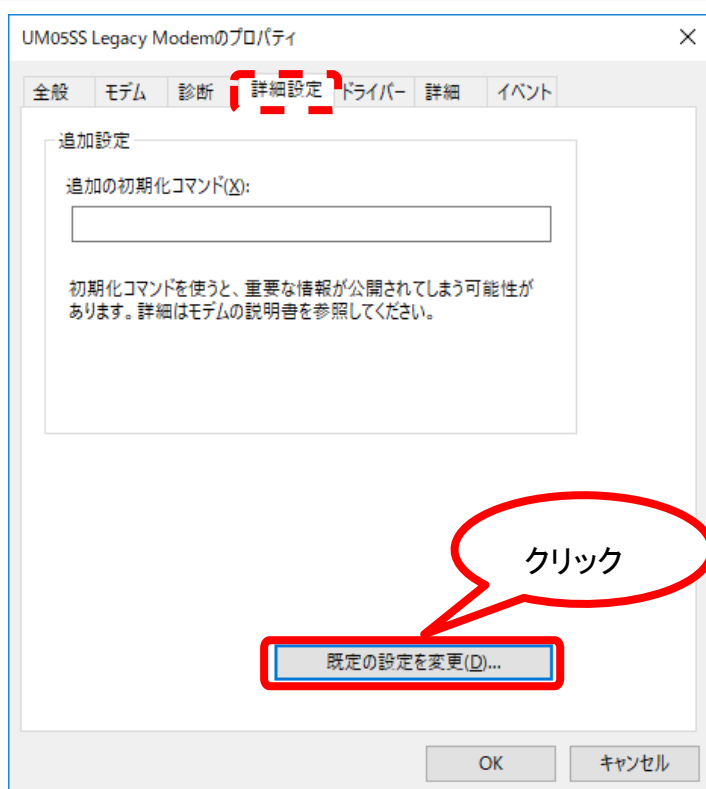 UM05SS Legacy Modemのプロパティ
全般 モデム 診断 詳細設定 ドライバー 詳細 イベント
追加設定
追加の初期化コマンド(X):
初期化コマンドを使うと、重要な情報が公開されてしまう可能性が
あります。詳細はモデムの説明書を参照してください。
クリック
既定の設定を変更(D)...
OK キャンセル